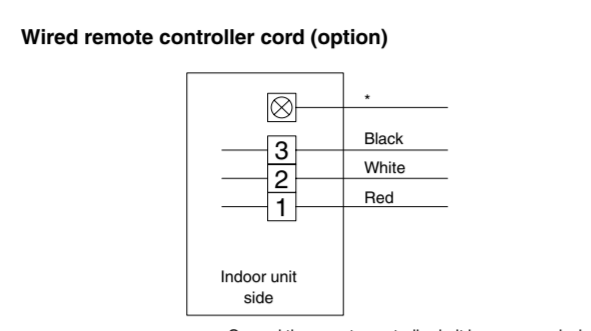 Wired remote controller cord (option)
*
3 Black
2 White
1 Red
Indoor unit
side